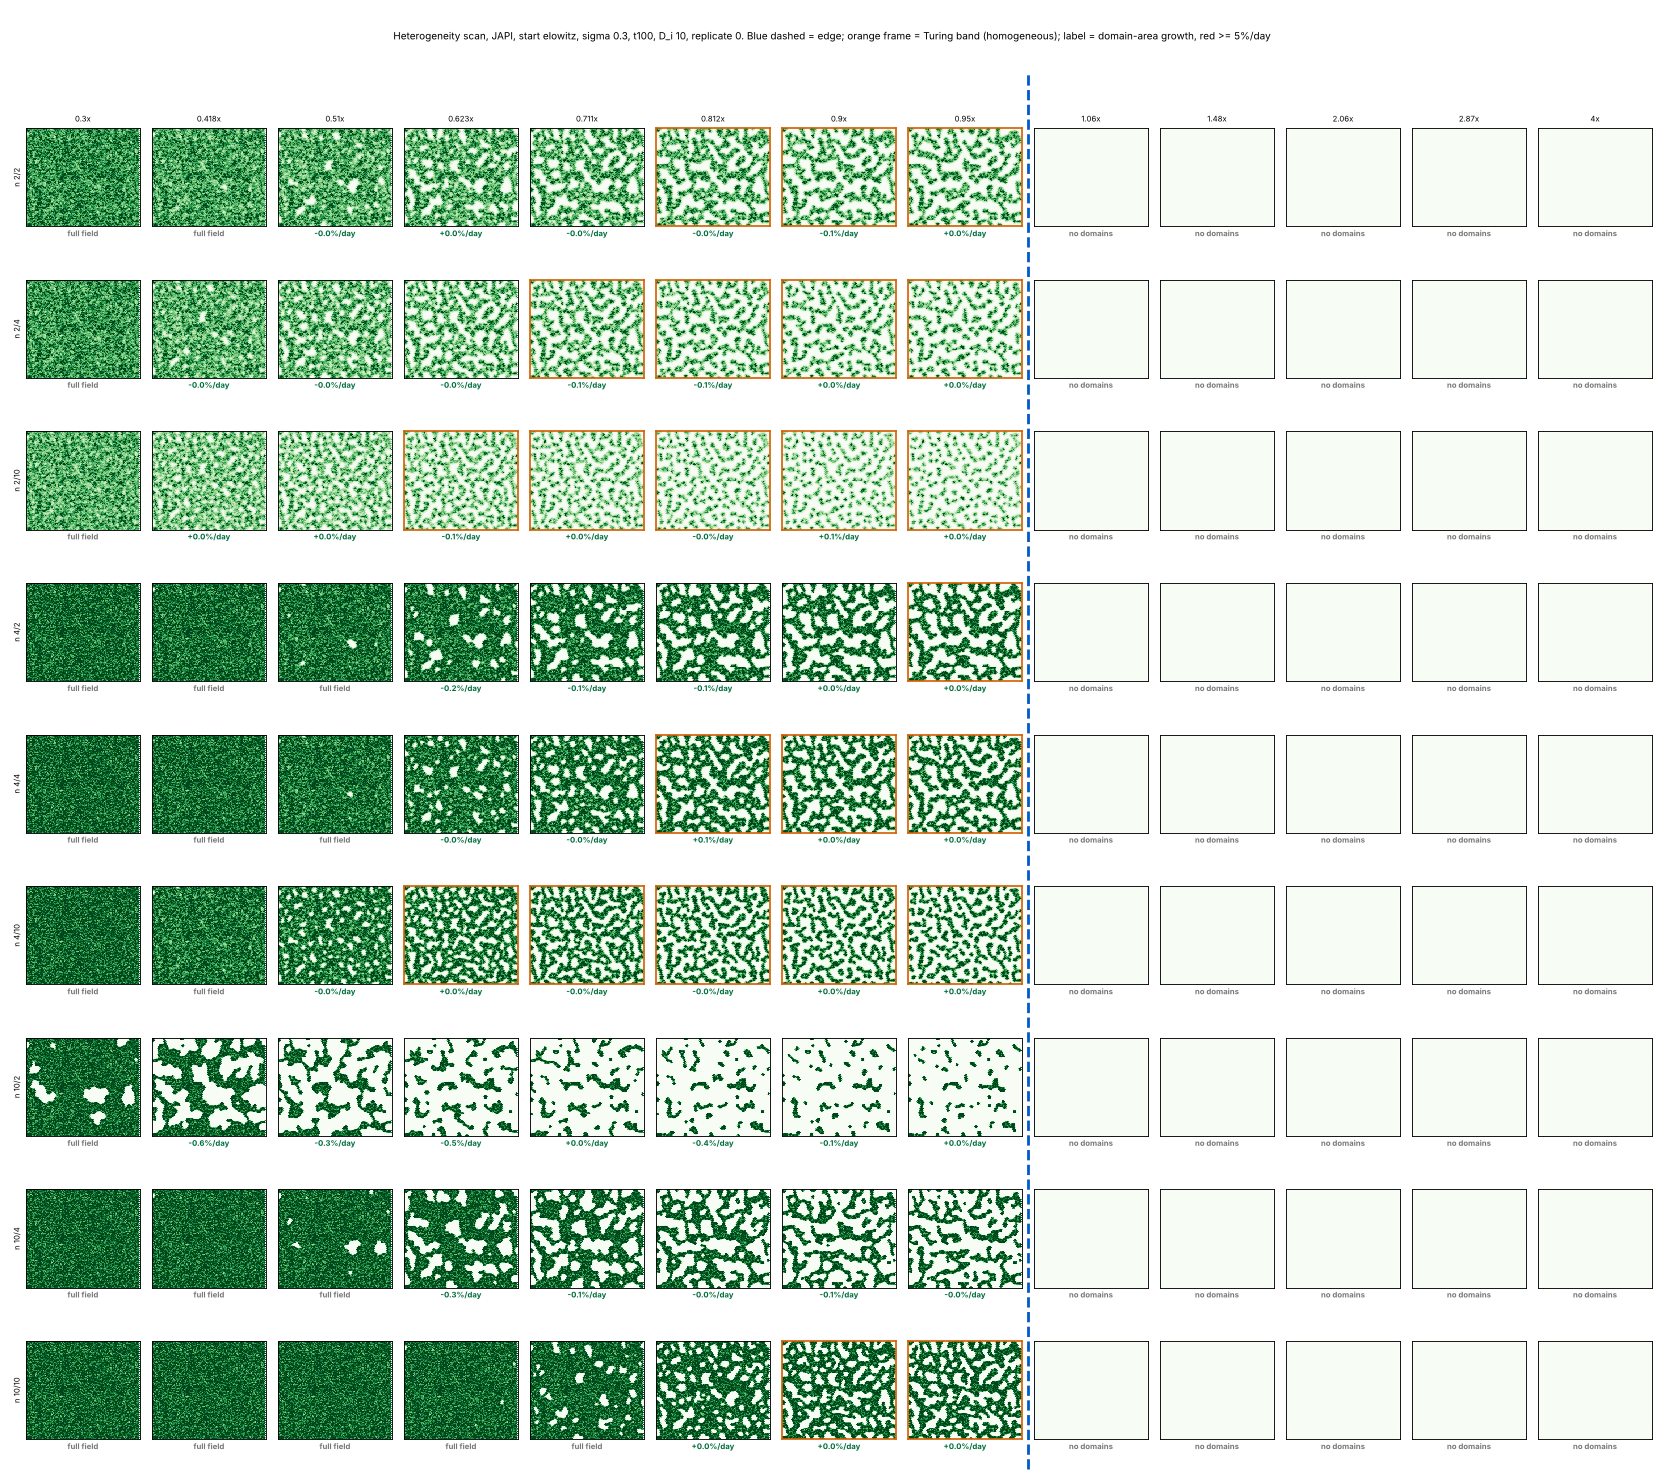 Heterogeneity scan, JAPI, start elowitz, sigma 0.3, t100, D_i 10, replicate 0. Blue dashed = edge; orange frame = Turing band (homogeneous); label = domain-area growth, red >= 5%/day
0.3x 0.418x 0.51x 0.623x 0.711x 0.812x 0.9x 0.95x 1.06x 1.48x 2.06x 2.87x 4x
n 2/2
full field full field -0.0%/day +0.0%/day -0.0%/day -0.0%/day -0.1%/day +0.0%/day no domains no domains no domains no domains no domains
n 2/4
full field -0.0%/day -0.0%/day -0.0%/day -0.1%/day -0.1%/day +0.0%/day +0.0%/day no domains no domains no domains no domains no domains
n 2/10
full field +0.0%/day +0.0%/day -0.1%/day +0.0%/day -0.0%/day +0.1%/day +0.0%/day no domains no domains no domains no domains no domains
n 4/2
full field full field full field -0.2%/day -0.1%/day -0.1%/day +0.0%/day +0.0%/day no domains no domains no domains no domains no domains
n 4/4
full field full field full field -0.0%/day -0.0%/day +0.1%/day +0.0%/day +0.0%/day no domains no domains no domains no domains no domains
n 4/10
full field full field -0.0%/day +0.0%/day -0.0%/day -0.0%/day +0.0%/day +0.0%/day no domains no domains no domains no domains no domains
n 10/2
full field -0.6%/day -0.3%/day -0.5%/day +0.0%/day -0.4%/day -0.1%/day +0.0%/day no domains no domains no domains no domains no domains
n 10/4
full field full field full field -0.3%/day -0.1%/day -0.0%/day -0.1%/day -0.0%/day no domains no domains no domains no domains no domains
n 10/10
full field full field full field full field full field +0.0%/day +0.0%/day +0.0%/day no domains no domains no domains no domains no domains